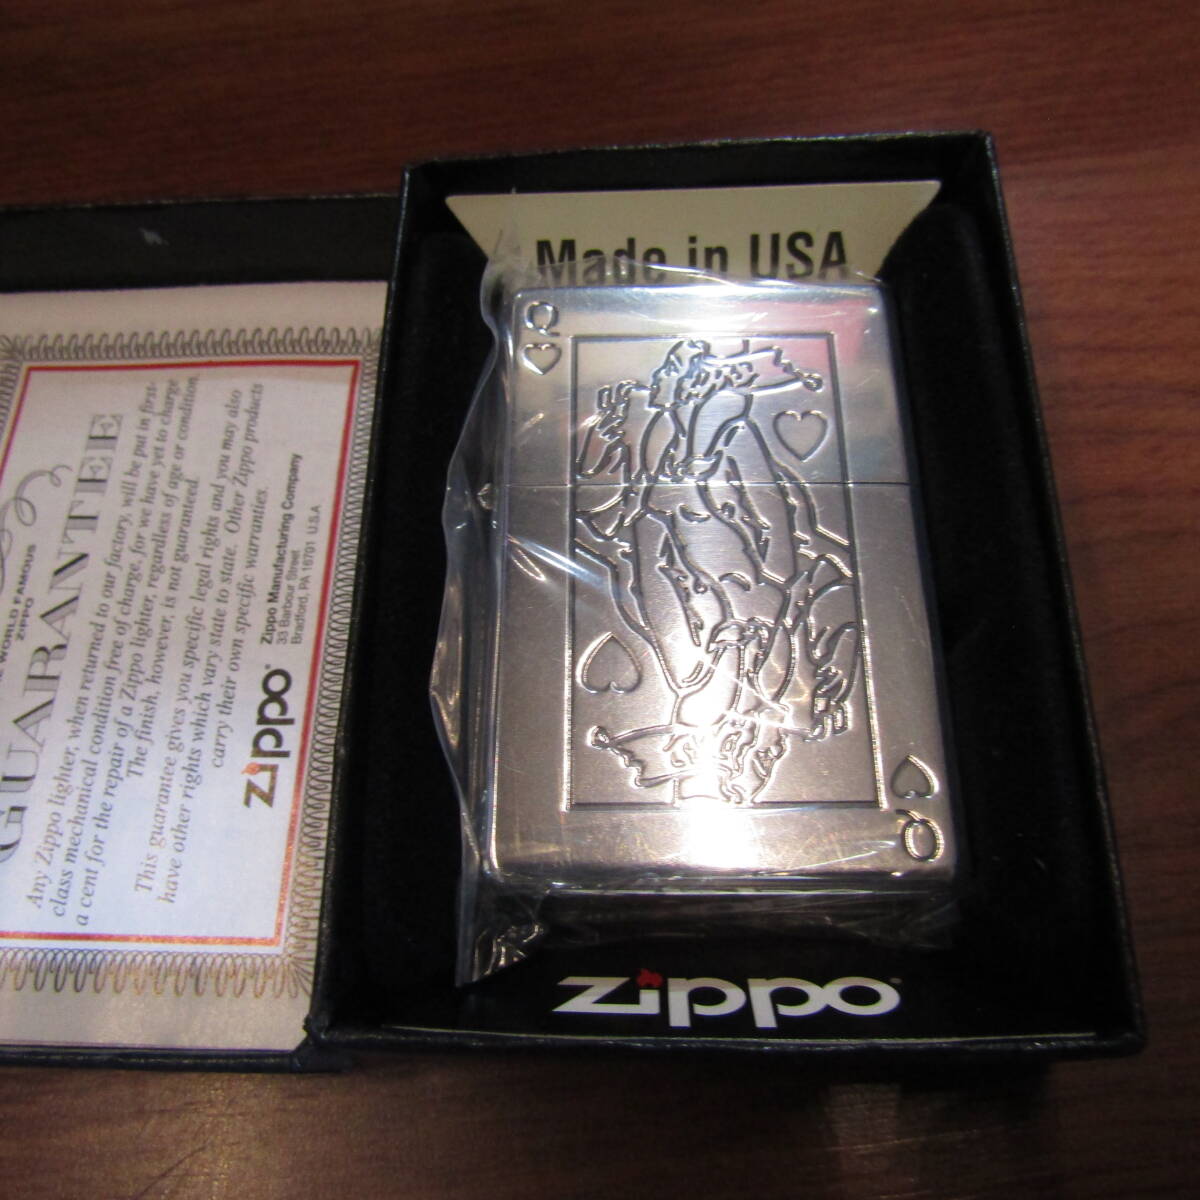 WORLD FAMOUS
ZIPPO
GUARANTEE
Any Zippo lighter, when returned to our factory, will be put in first-
class mechanical condition free of charge, for we have yet to charge
a cent for the repair of a Zippo lighter, regardless of age or condition.
The finish, however, is not guaranteed.
This guarantee gives you specific legal rights and you may also
have other rights which vary state to state. Other Zippo products
carry their own specific warranties.
zippo
Zippo Manufacturing Company
33 Barbour Street
Bradford, PA 16701 U.S.A
Made in USA
Q
Q
zippo